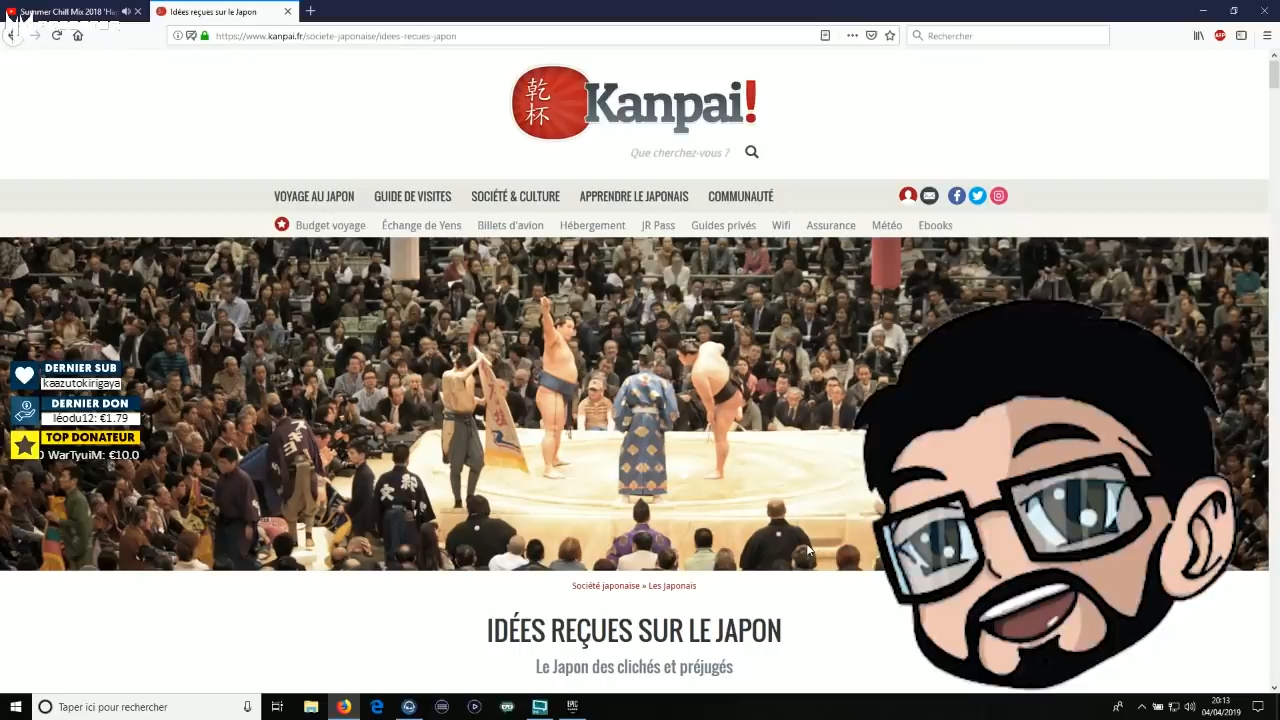 Summer Chill Mix 2018 'Ha
Idées reçues sur le Japon
https://www.kanpai.fr/societe-japonaise/idees-recues-japon
Rechercher
乾杯
Kanpai!
Que cherchez-vous ?
VOYAGE AU JAPON GUIDE DE VISITES SOCIÉTÉ & CULTURE APPRENDRE LE JAPONAIS COMMUNAUTÉ
Budget voyage Échange de Yens Billets d'avion Hébergement JR Pass Guides privés Wifi Assurance Météo Ebooks
DERNIER SUB
kaazutokirigaya
DERNIER DON
léodu12: €1.79
TOP DONATEUR
0 WarTyuiM: €10.0
Société japonaise » Les Japonais
IDÉES REÇUES SUR LE JAPON
Le Japon des clichés et préjugés
Taper ici pour rechercher
20:13
04/04/2019